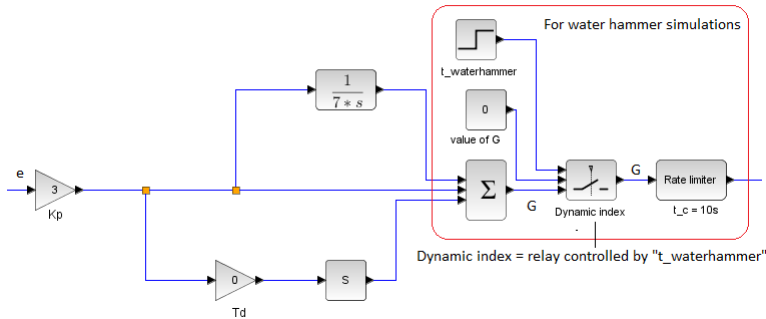 For water hammer simulations
t_waterhammer
1
7 * s
0
value of G
e
3
Kp
Σ
G
Dynamic index
G
Rate limiter
t_c = 10s
.
Dynamic index = relay controlled by "t_waterhammer"
0
Td
S